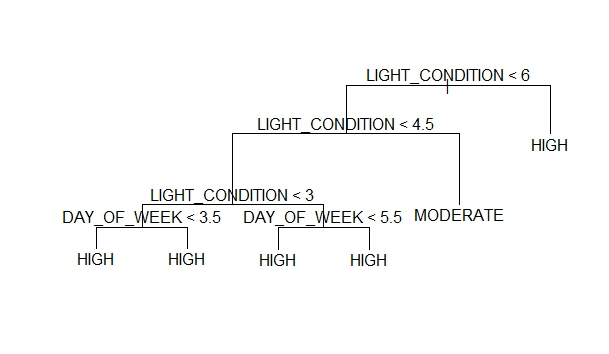 LIGHT_CONDITION < 6
LIGHT_CONDITION < 4.5
HIGH
LIGHT_CONDITION < 3
DAY_OF_WEEK < 3.5 DAY_OF_WEEK < 5.5 MODERATE
HIGH HIGH HIGH HIGH